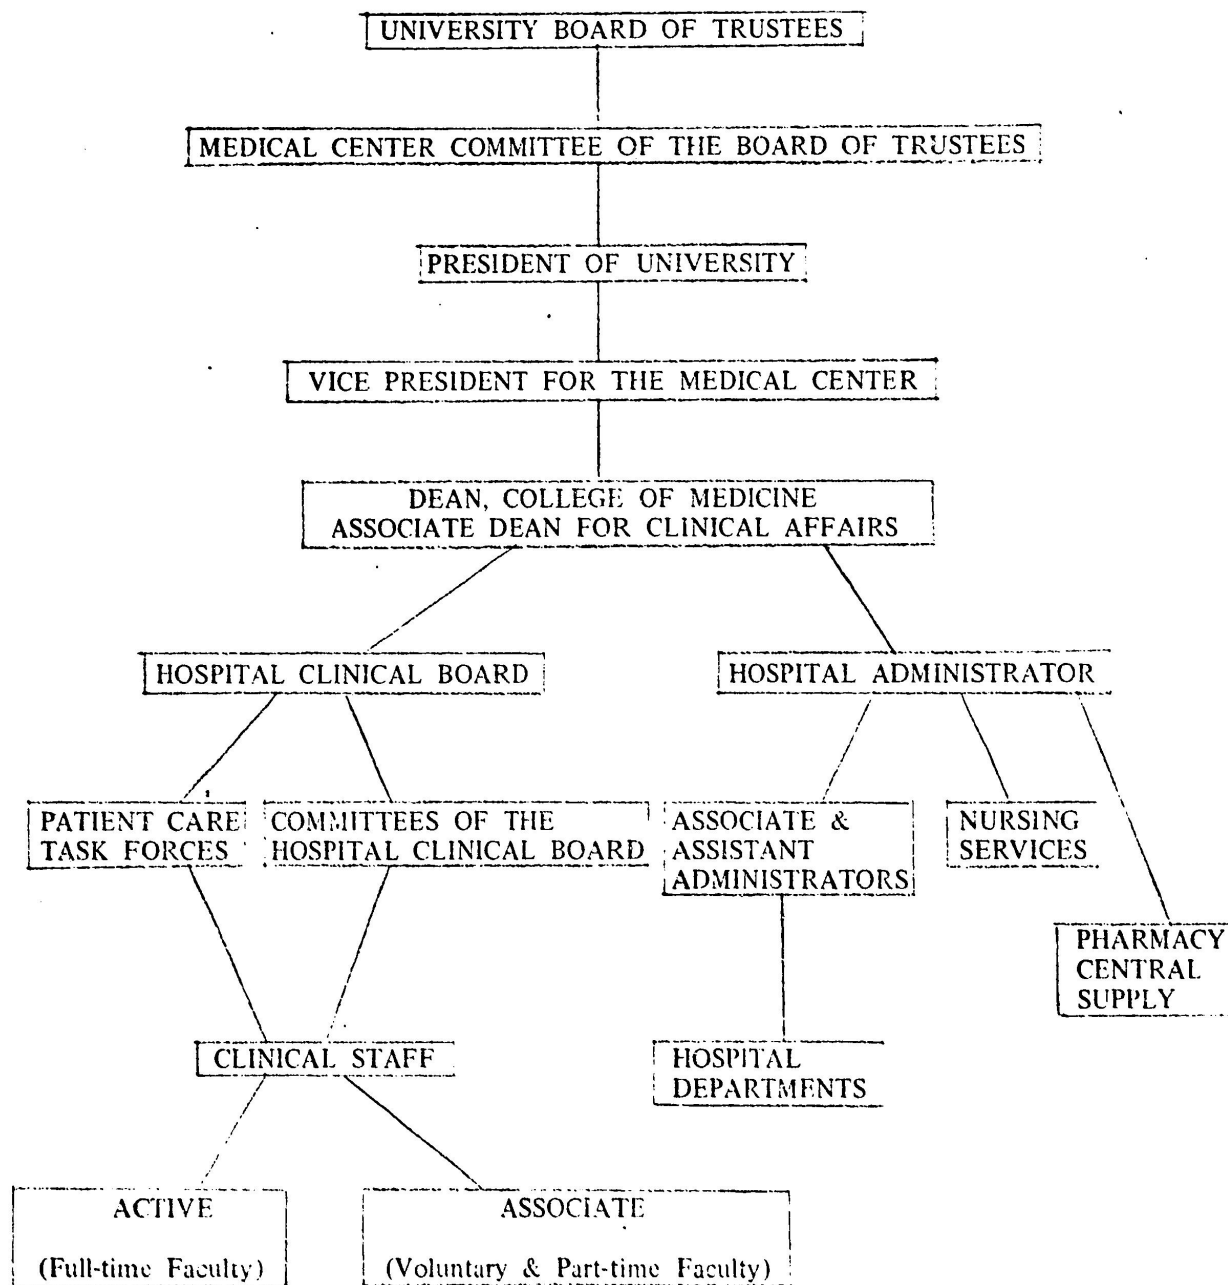 UNIVERSITY BOARD OF TRUSTEES
MEDICAL CENTER COMMITTEE OF THE BOARD OF TRUSTEES
PRESIDENT OF UNIVERSITY
VICE PRESIDENT FOR THE MEDICAL CENTER
DEAN, COLLEGE OF MEDICINE
ASSOCIATE DEAN FOR CLINICAL AFFAIRS
HOSPITAL CLINICAL BOARD
HOSPITAL ADMINISTRATOR
PATIENT CARE
TASK FORCES
COMMITTEES OF THE
HOSPITAL CLINICAL BOARD
ASSOCIATE &
ASSISTANT
ADMINISTRATORS
NURSING
SERVICES
PHARMACY
CENTRAL
SUPPLY
CLINICAL STAFF
HOSPITAL
DEPARTMENTS
ACTIVE
(Full-time Faculty)
ASSOCIATE
(Voluntary & Part-time Faculty)